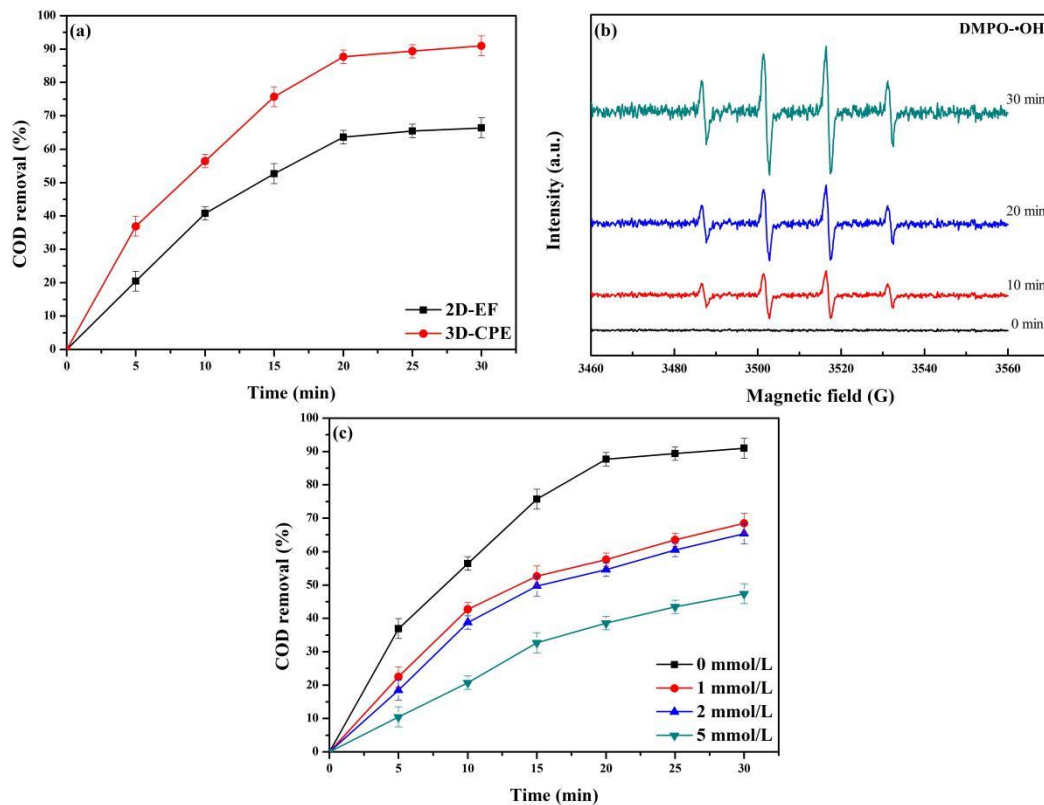 (a)
COD removal (%)
100
90
80
70
60
50
40
30
20
10
0
2D-EF
3D-CPE
0 5 10 15 20 25 30
Time (min)
(b)
DMPO-•OH
Intensity (a.u.)
30 min
20 min
10 min
0 min
3460 3480 3500 3520 3540 3560
Magnetic field (G)
(c)
COD removal (%)
100
90
80
70
60
50
40
30
20
10
0
0 mmol/L
1 mmol/L
2 mmol/L
5 mmol/L
0 5 10 15 20 25 30
Time (min)